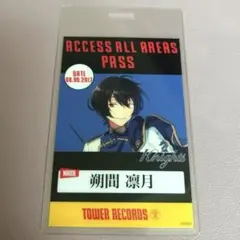 ACCESS ALL AREAS
PASS
DATE
Knights
NAME
朔間 凛月
TOWER RECORDS